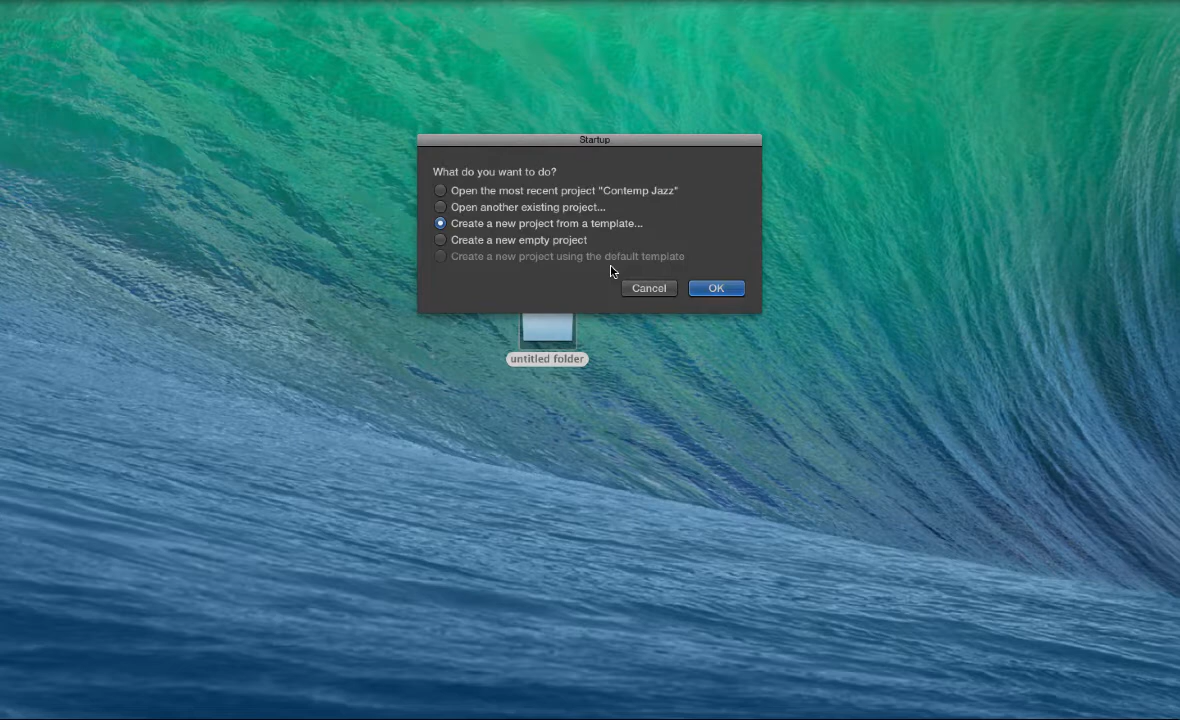 Startup
What do you want to do?
Open the most recent project "Contemp Jazz"
Open another existing project...
Create a new project from a template...
Create a new empty project
Create a new project using the default template
Cancel OK
untitled folder